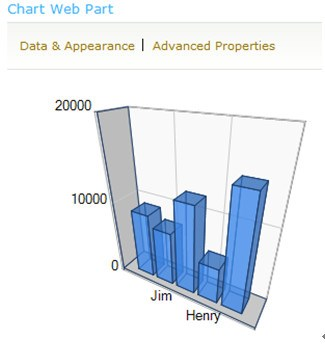 Chart Web Part
Data & Appearance | Advanced Properties
20000
10000
0
Jim
Henry